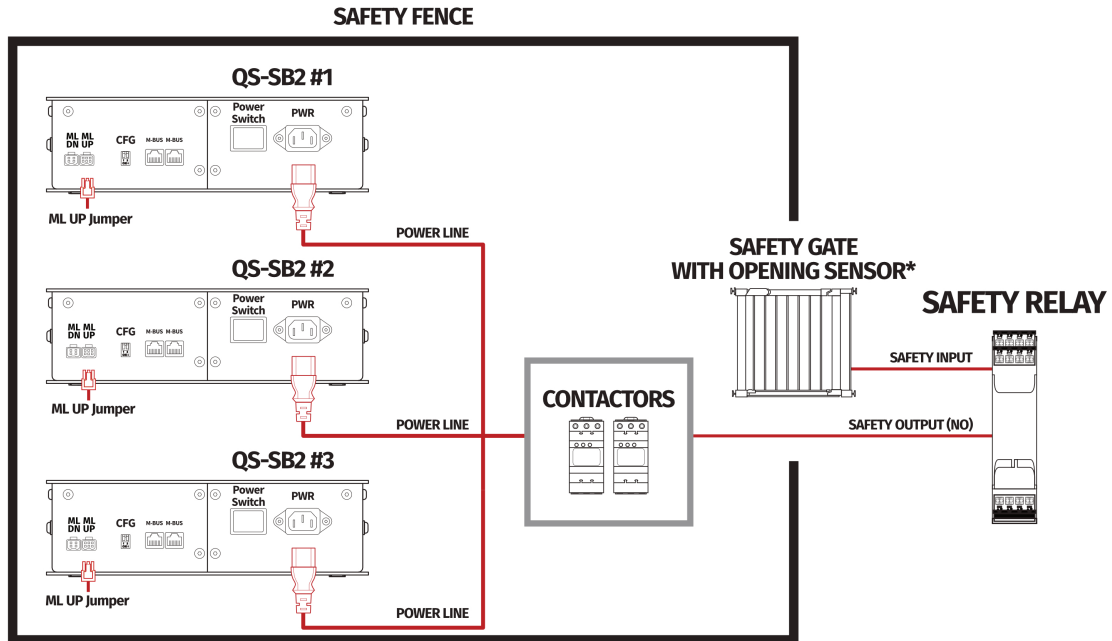 SAFETY FENCE
QS-SB2 #1
Power
Switch
PWR
ML ML
DN UP
CFG
M-BUS M-BUS
ML UP Jumper
POWER LINE
QS-SB2 #2
Power
Switch
PWR
ML ML
DN UP
CFG
M-BUS M-BUS
ML UP Jumper
POWER LINE
QS-SB2 #3
Power
Switch
PWR
ML ML
DN UP
CFG
M-BUS M-BUS
ML UP Jumper
POWER LINE
CONTACTORS
SAFETY GATE
WITH OPENING SENSOR*
SAFETY RELAY
SAFETY INPUT
SAFETY OUTPUT (NO)